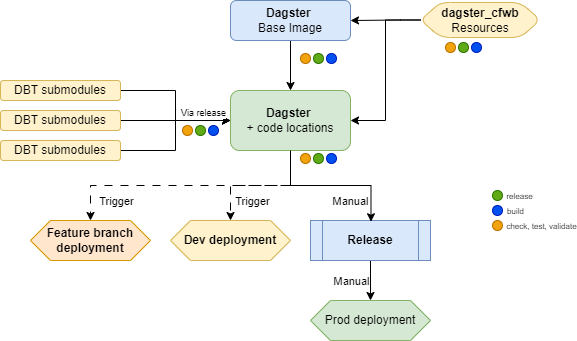 Dagster
Base Image
dagster_cfwb
Resources
DBT submodules
DBT submodules
DBT submodules
Via release
Dagster
+ code locations
Trigger
Trigger
Manual
Feature branch
deployment
Dev deployment
Release
Manual
Prod deployment
release
build
check, test, validate